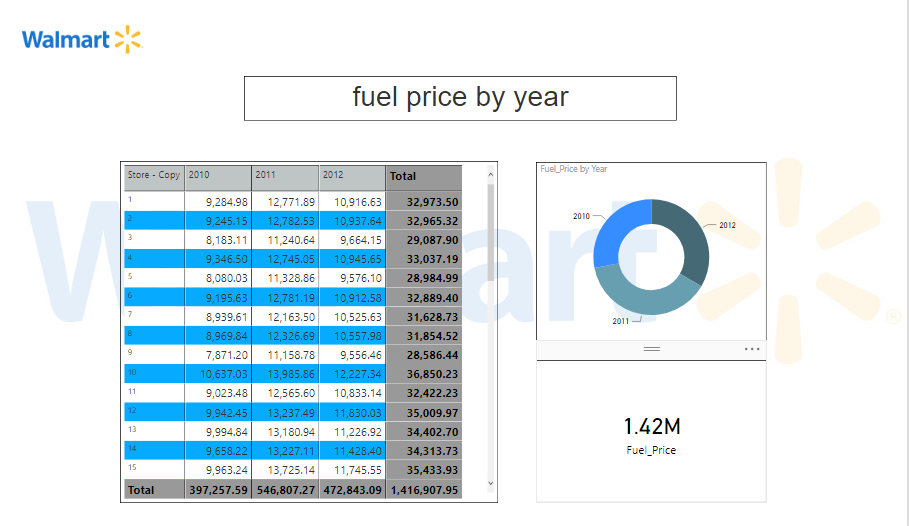 Walmart
fuel price by year
Store - Copy 2010 2011 2012 Total
1 9,284.98 12,771.89 10,916.63 32,973.50
2 9,245.15 12,782.53 10,937.64 32,965.32
3 8,183.11 11,240.64 9,664.15 29,087.90
4 9,346.50 12,745.05 10,945.65 33,037.19
5 8,080.03 11,328.86 9,576.10 28,984.99
6 9,195.63 12,781.19 10,912.58 32,889.40
7 8,939.61 12,163.50 10,525.63 31,628.73
8 8,969.84 12,326.69 10,557.98 31,854.52
9 7,871.20 11,158.78 9,556.46 28,586.44
10 10,637.03 13,985.86 12,227.34 36,850.23
11 9,023.48 12,565.60 10,833.14 32,422.23
12 9,942.45 13,237.49 11,830.03 35,009.97
13 9,994.84 13,180.94 11,226.92 34,402.70
14 9,658.22 13,227.11 11,428.40 34,313.73
15 9,963.24 13,725.14 11,745.55 35,433.93
Total 397,257.59 546,807.27 472,843.09 1,416,907.95
Fuel_Price by Year
2010
2012
2011
1.42M
Fuel_Price
Walmart ®